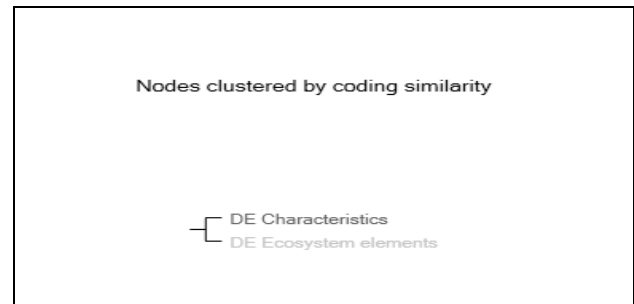 Nodes clustered by coding similarity
DE Characteristics
DE Ecosystem elements